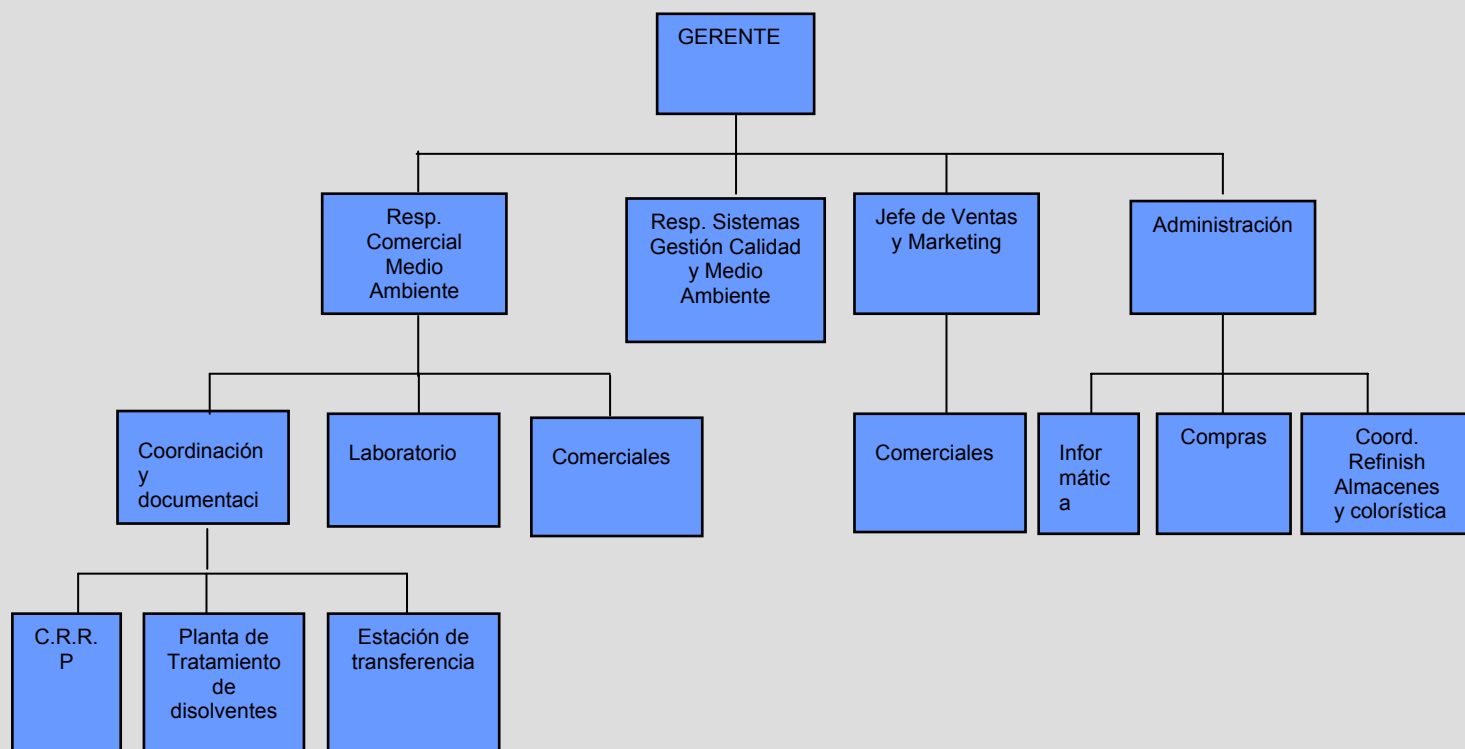 GERENTE
Resp.
Comercial
Medio
Ambiente
Resp. Sistemas
Gestión Calidad
y Medio
Ambiente
Jefe de Ventas
y Marketing
Administración
Coordinación
y
documentaci
Laboratorio
Comerciales
Comerciales
Infor
mátic
a
Compras
Coord.
Refinish
Almacenes
y colorística
C.R.R.
P
Planta de
Tratamiento
de
disolventes
Estación de
transferencia